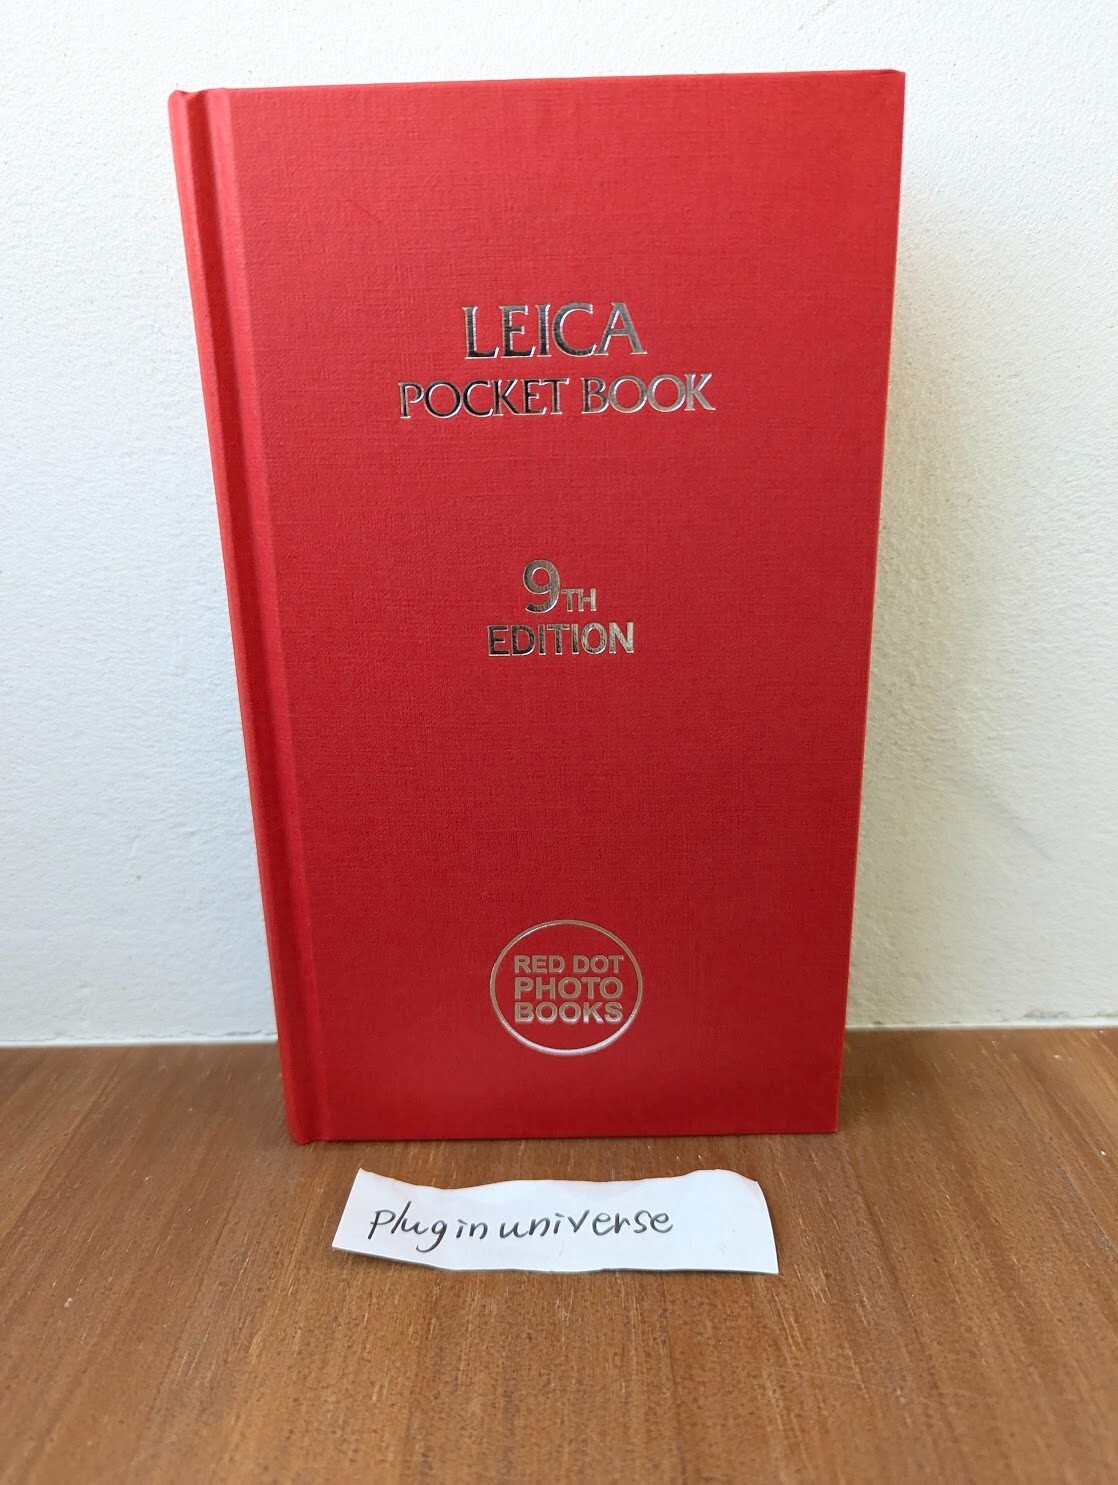 LEICA
POCKET BOOK
9TH
EDITION
RED DOT
PHOTO
BOOKS
pluginuniverse